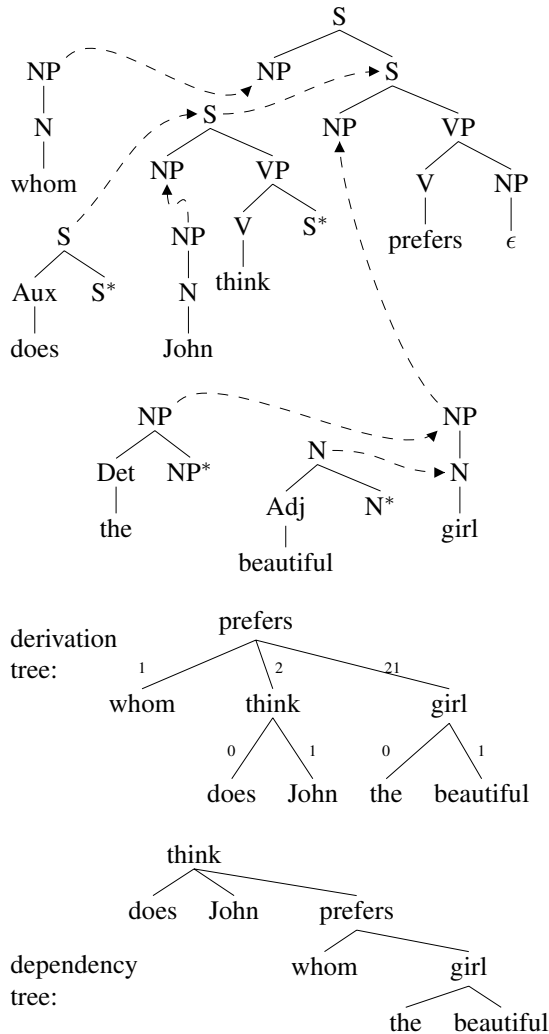 S
NP NP S
N S NP VP
whom NP VP V NP
S NP V S* prefers ϵ
Aux S* N think
does John
NP NP
Det NP* N N
the Adj N* girl
beautiful
derivation prefers
tree: 1 2 21
whom think girl
0 1 0 1
does John the beautiful
think
does John prefers
dependency whom girl
tree: the beautiful